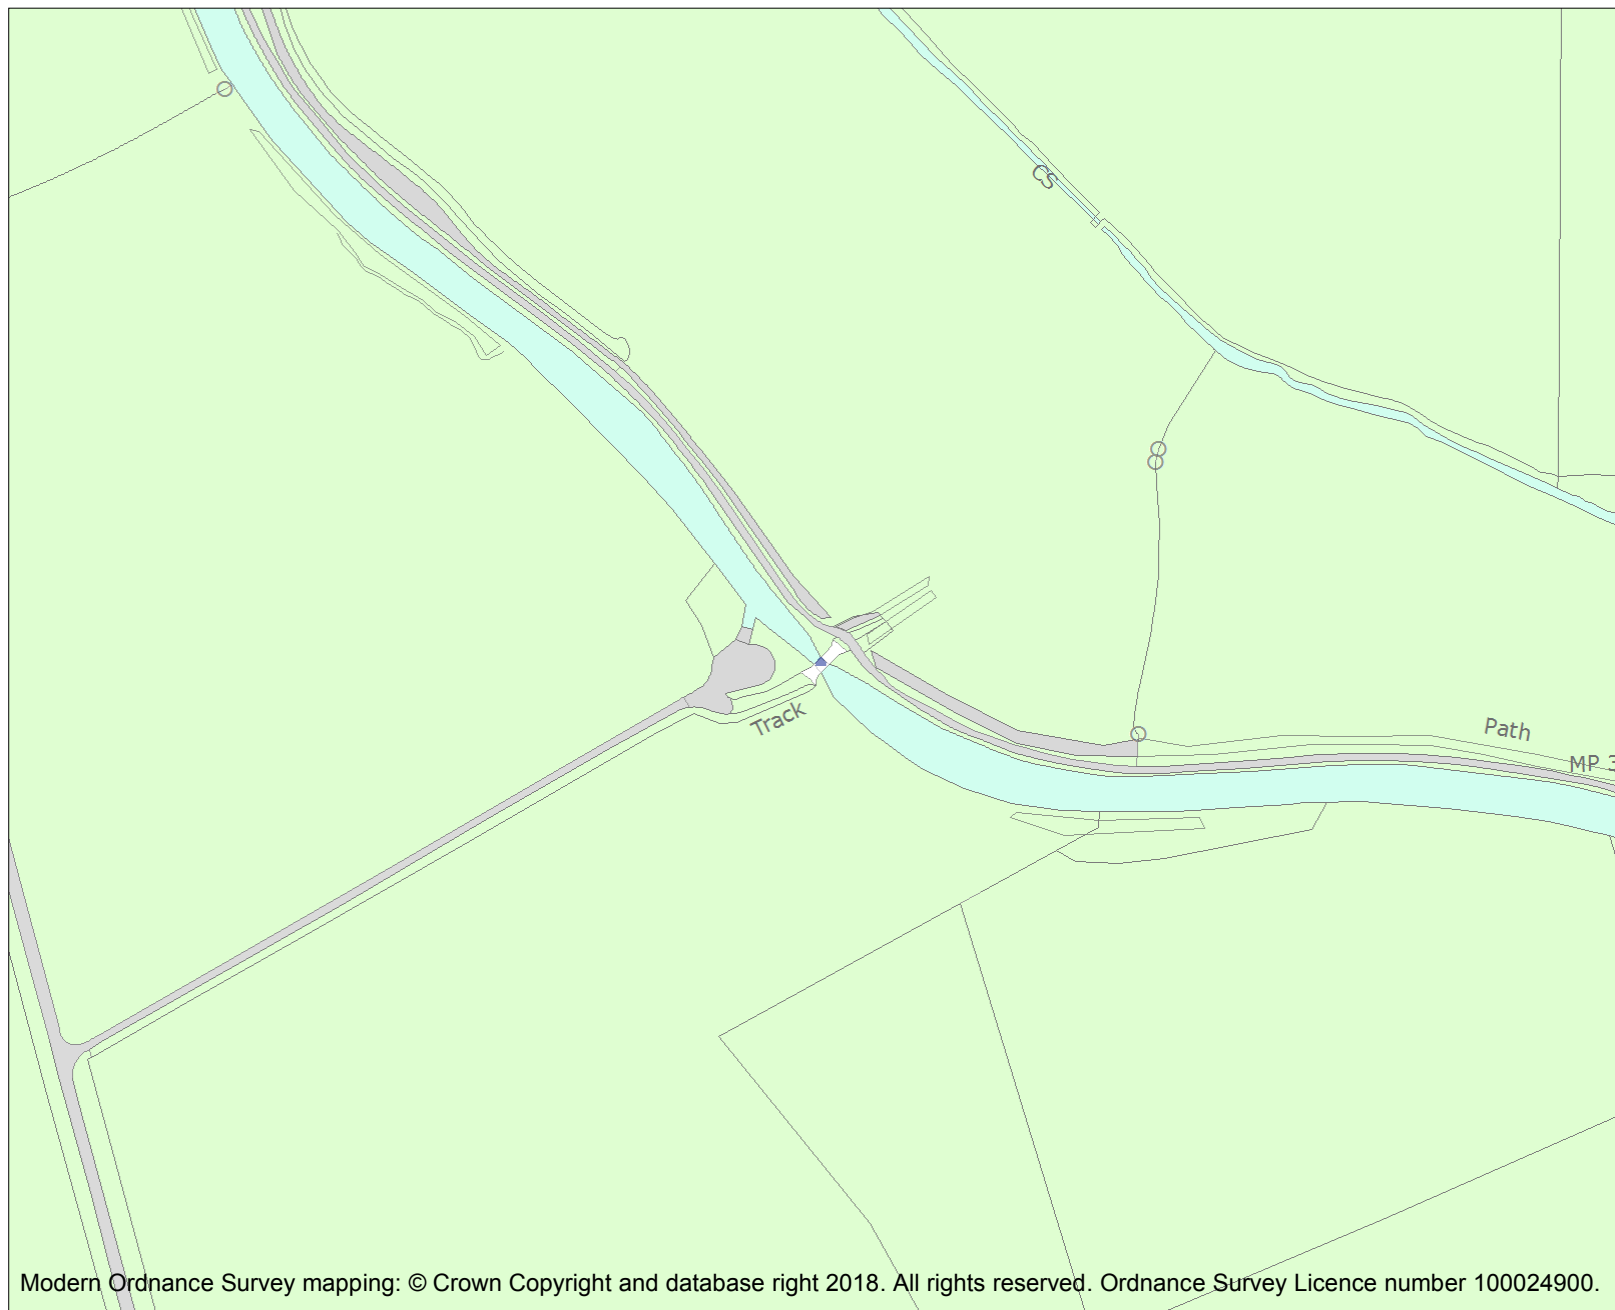 CS
Track
Path
MP 3
Modern Ordnance Survey mapping: © Crown Copyright and database right 2018. All rights reserved. Ordnance Survey Licence number 100024900.